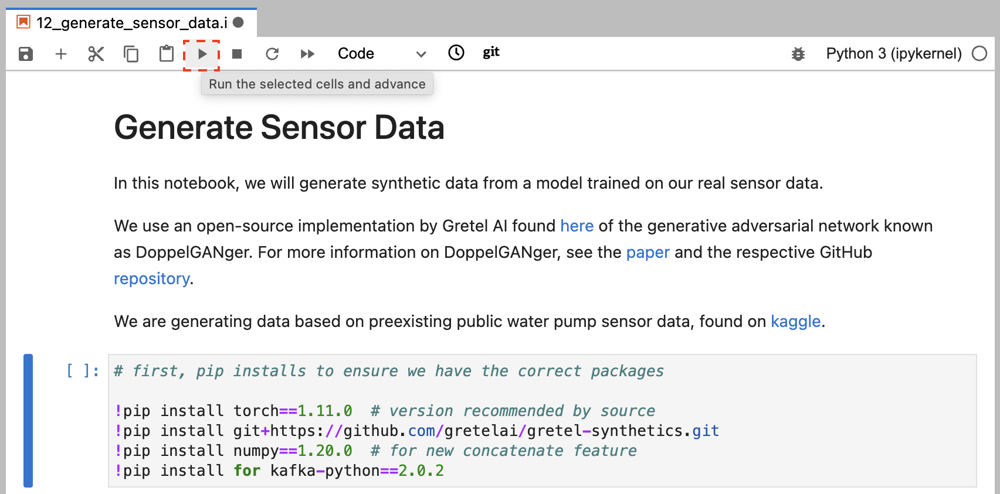 12_generate_sensor_data.i
Code
git
Python 3 (ipykernel)
Run the selected cells and advance
Generate Sensor Data
In this notebook, we will generate synthetic data from a model trained on our real sensor data.
We use an open-source implementation by Gretel AI found here of the generative adversarial network known
as DoppelGANger. For more information on DoppelGANger, see the paper and the respective GitHub
repository.
We are generating data based on preexisting public water pump sensor data, found on kaggle.
[ ]: # first, pip installs to ensure we have the correct packages
!pip install torch==1.11.0  # version recommended by source
!pip install git+https://github.com/gretelai/gretel-synthetics.git
!pip install numpy==1.20.0  # for new concatenate feature
!pip install for kafka-python==2.0.2